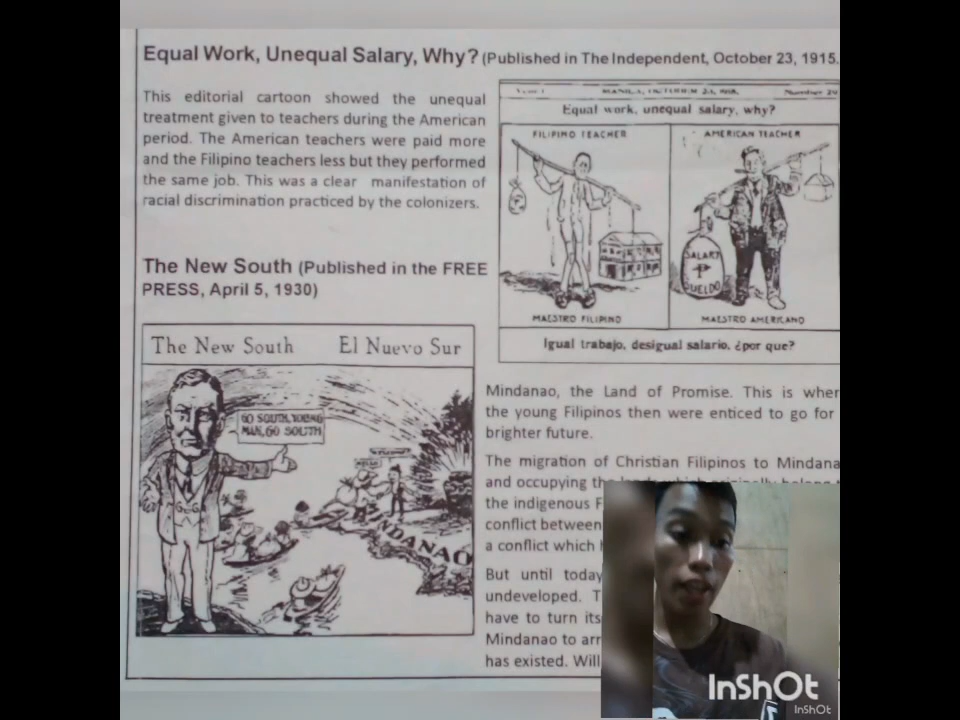 Equal Work, Unequal Salary, Why? (Published in The Independent, October 23, 1915.
This editorial cartoon showed the unequal
treatment given to teachers during the American
period. The American teachers were paid more
and the Filipino teachers less but they performed
the same job. This was a clear manifestation of
racial discrimination practiced by the colonizers.
Equal work, unequal salary, why?
FILIPINO TEACHER
AMERICAN TEACHER
SALARY
P
SUELDO
MAESTRO FILIPINO
MAESTRO AMERICANO
Igual trabajo, desigual salario, ¿por que?
The New South (Published in the FREE
PRESS, April 5, 1930)
The New South El Nuevo Sur
GO SOUTH, YOUNG
MAN, GO SOUTH
WELCOME
HELLO
MINDANAO
Mindanao, the Land of Promise. This is wher
the young Filipinos then were enticed to go for
brighter future.
The migration of Christian Filipinos to Mindana
and occupying the
the indigenous F
conflict between
a conflict which
But until today
undeveloped. T
have to turn its
Mindanao to arr
has existed. Will
InShOt
InShOt